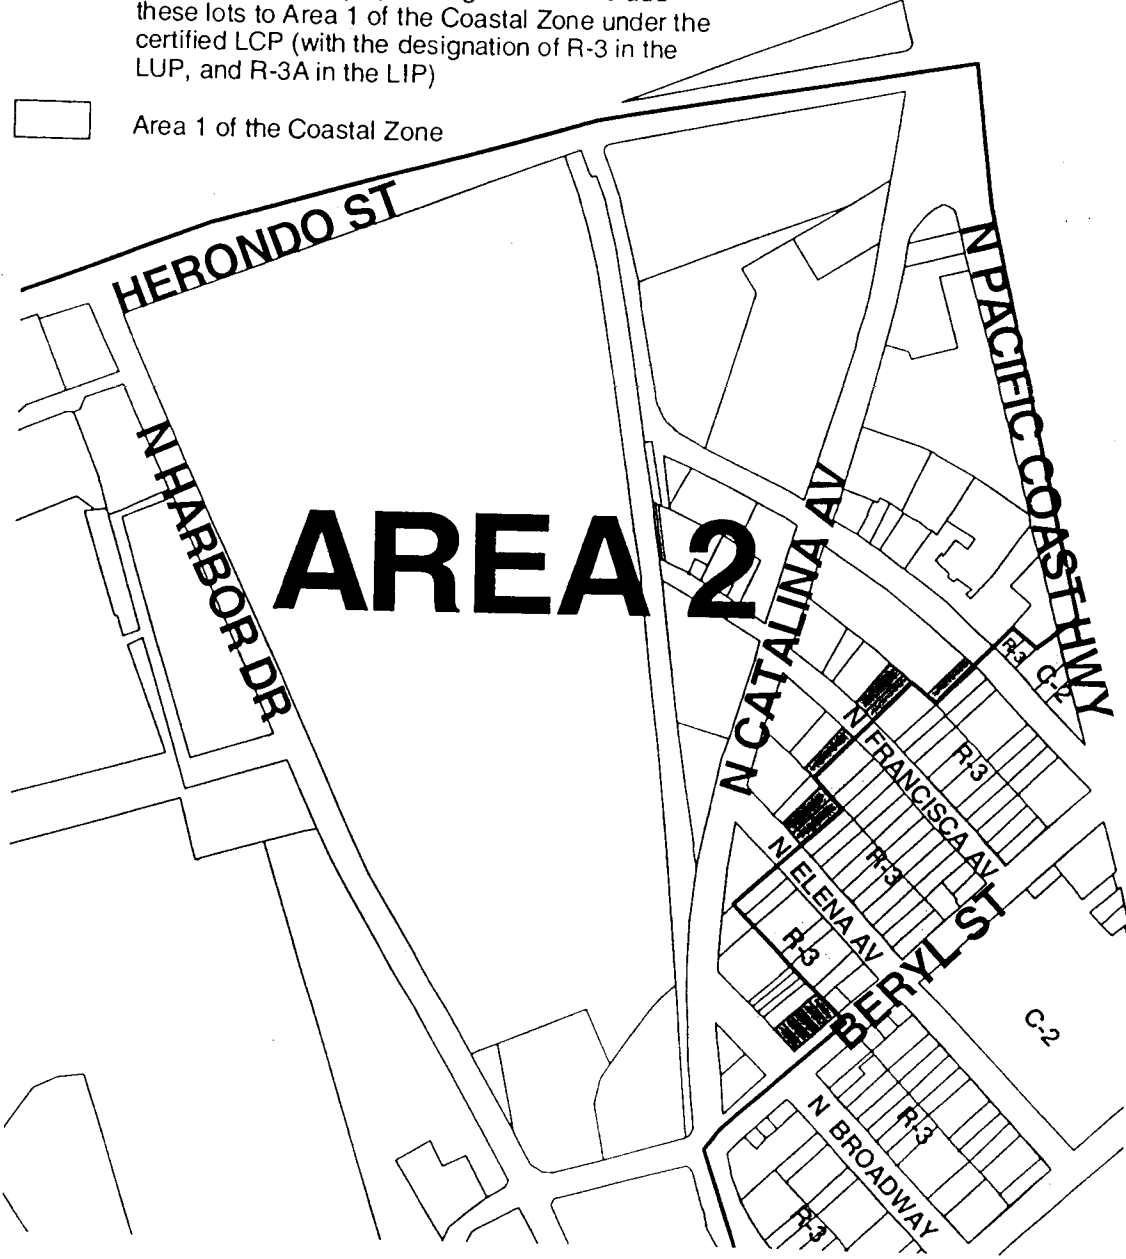 these lots to Area 1 of the Coastal Zone under the
certified LCP (with the designation of R-3 in the
LUP, and R-3A in the LIP)
Area 1 of the Coastal Zone
HERONDO ST
N PACIFIC COAST HWY
N HARBOR DR
AREA 2
N CATALINA AV
R-3
C-2
N FRANCISCA AV
R-3
N ELENA AV
R-3
R-3
BERYL ST
C-2
R-3
N BROADWAY
R-3